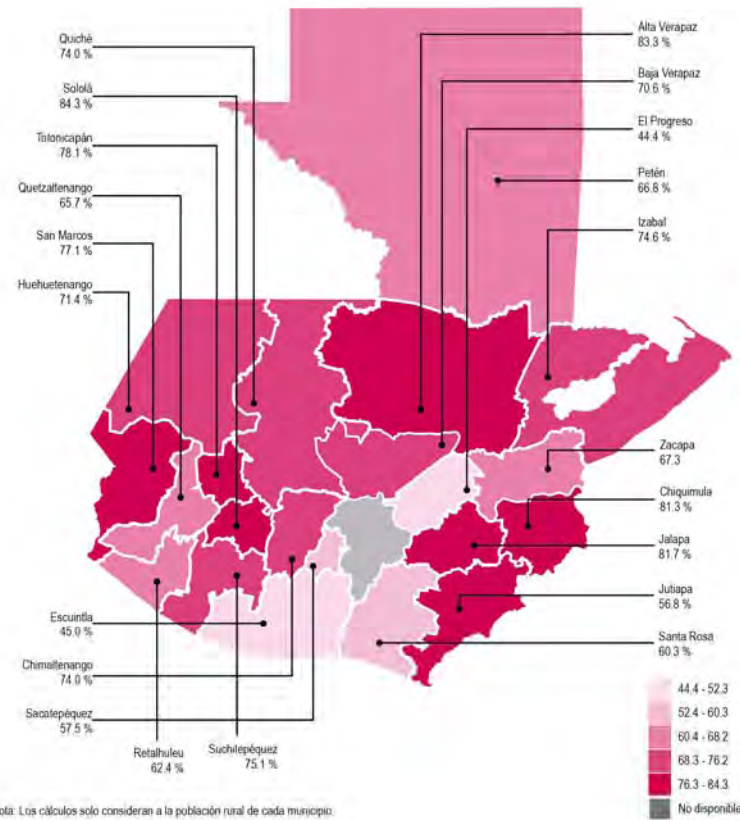 Quiché
74.0 %
Sololá
84.3 %
Totonicapán
78.1 %
Quetzaltenango
65.7 %
San Marcos
77.1 %
Huehuetenango
71.4 %
Alta Verapaz
83.3 %
Baja Verapaz
70.6 %
El Progreso
44.4 %
Petén
66.8 %
Izabal
74.6 %
Zacapa
67.3
Chiquimula
81.3 %
Jalapa
81.7 %
Jutiapa
56.8 %
Santa Rosa
60.3 %
Escuintla
45.0 %
Chimaltenango
74.0 %
Sacatepéquez
57.5 %
Retalhuleu
62.4 %
Suchitepéquez
75.1 %
44.4 - 52.3
52.4 - 60.3
60.4 - 68.2
68.3 - 76.2
76.3 - 84.3
No disponible
ota: Los cálculos solo consideran a la población rural de cada municipio.